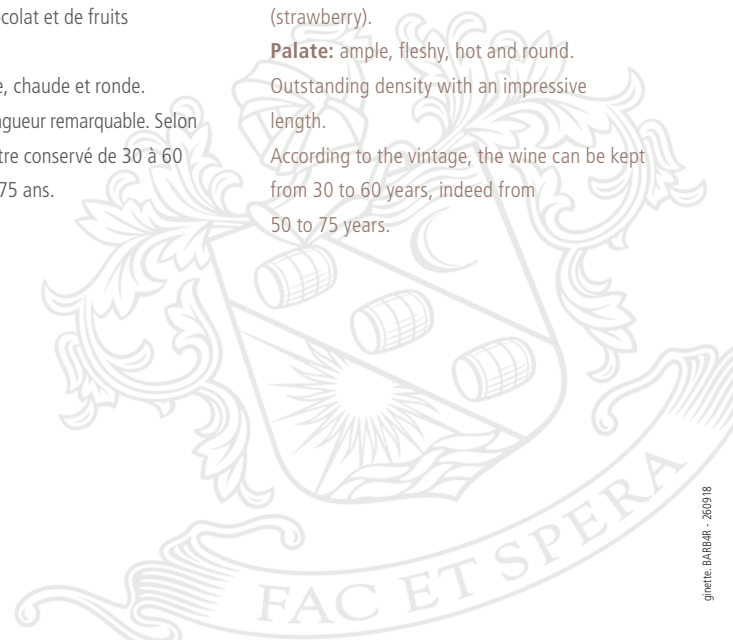 colat et de fruits
e, chaude et ronde.
gueur remarquable. Selon
tre conservé de 30 à 60
75 ans.
(strawberry).
Palate: ample, fleshy, hot and round.
Outstanding density with an impressive
length.
According to the vintage, the wine can be kept
from 30 to 60 years, indeed from
50 to 75 years.
FAC ET SPERA
ginette. BARB4R - 260918